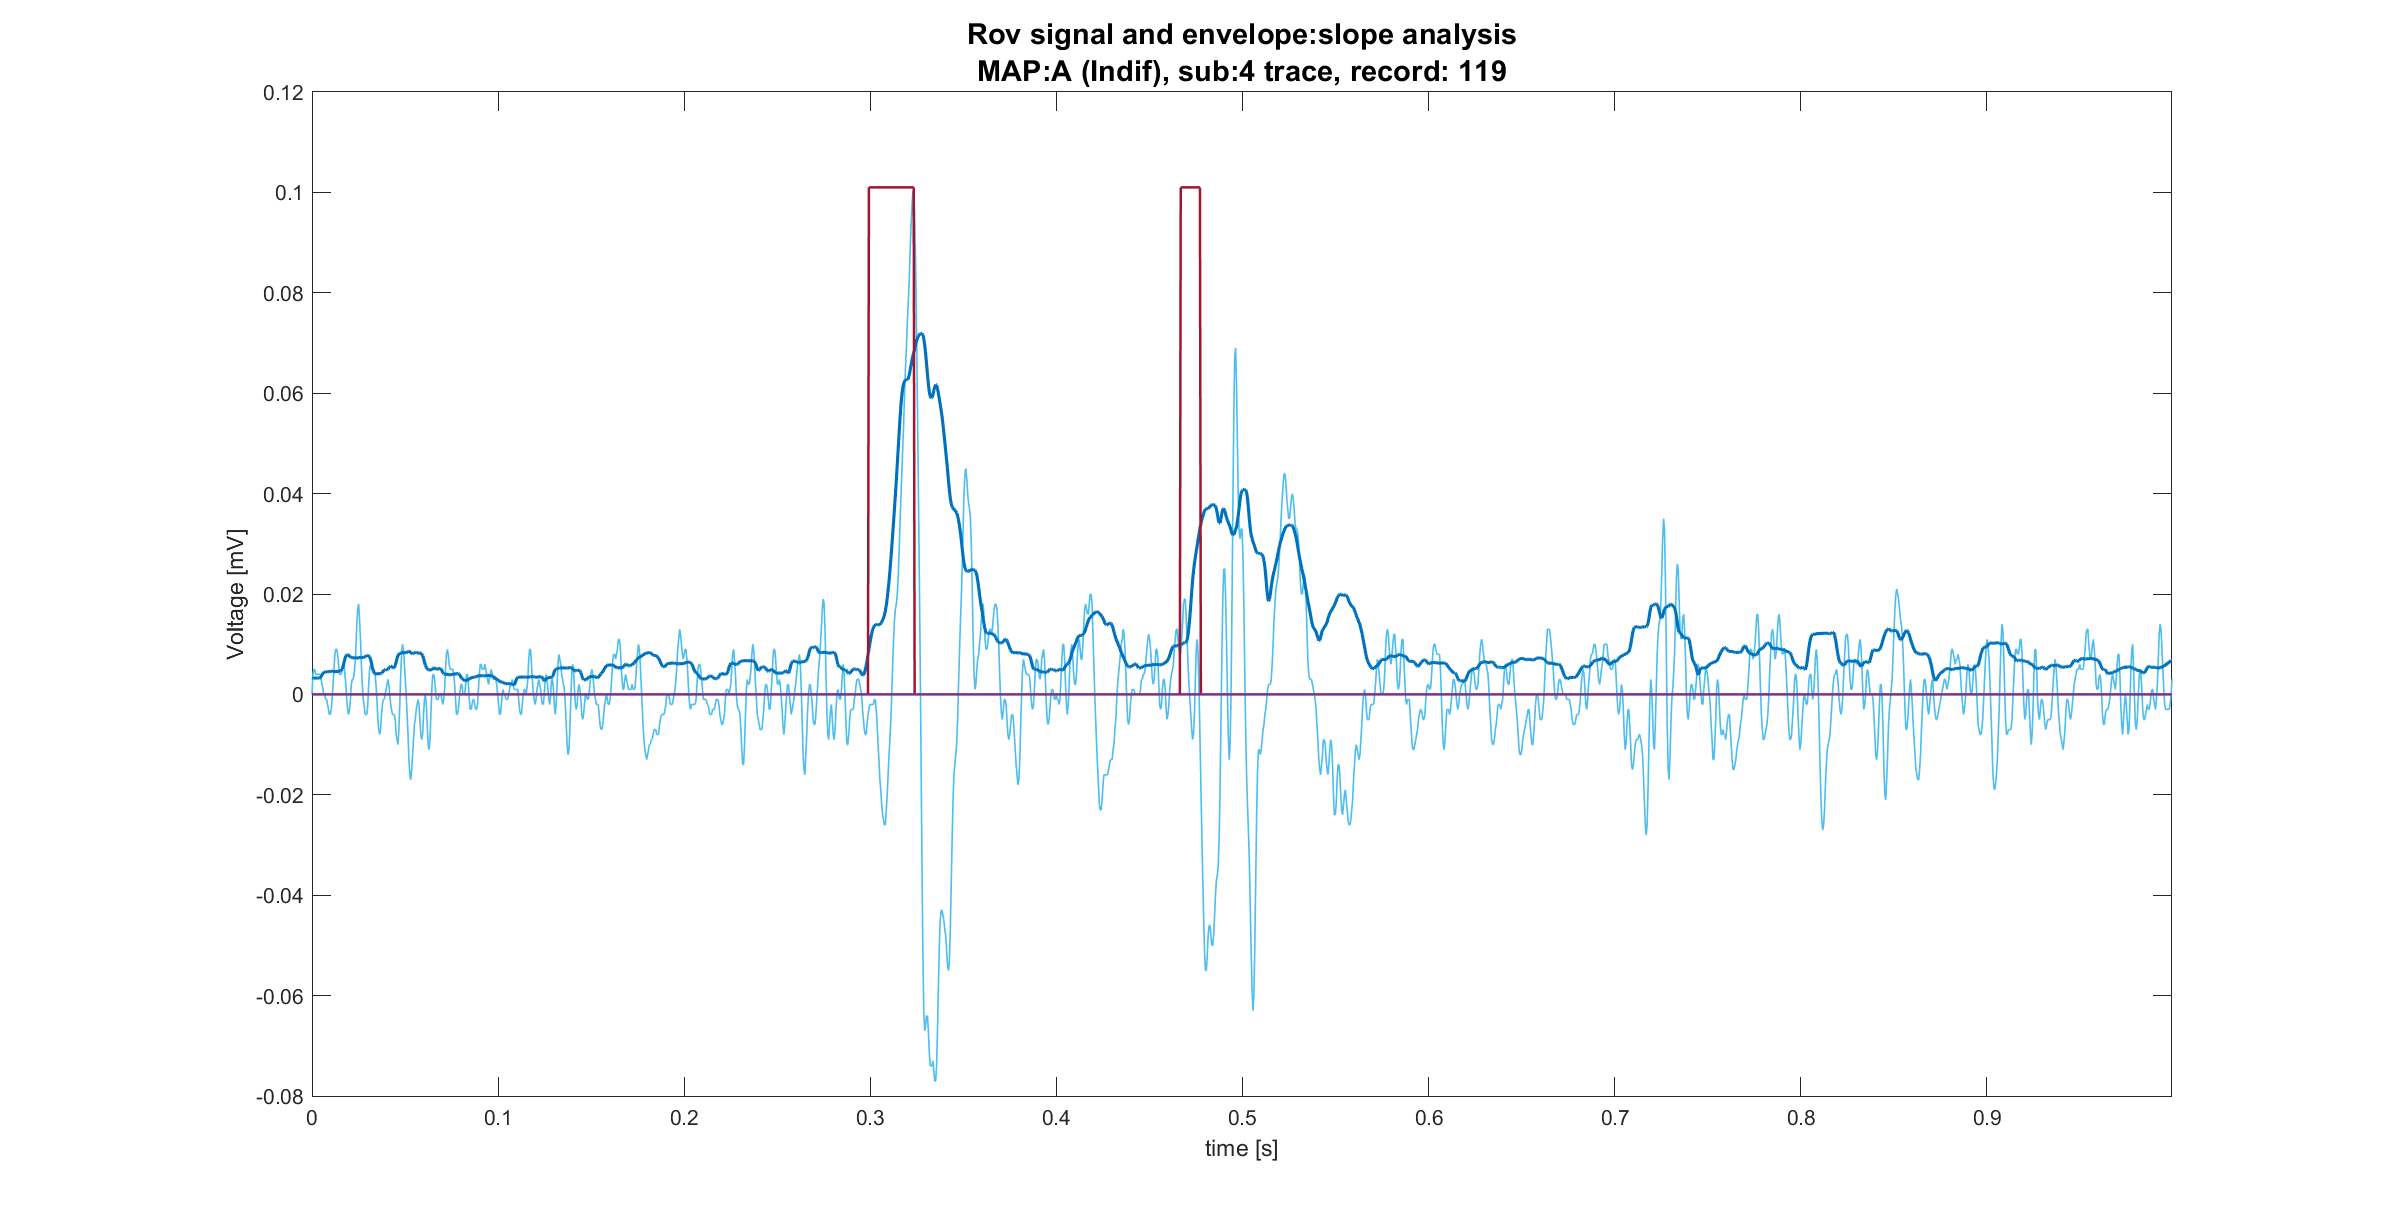 Rov signal and envelope:slope analysis
MAP:A (Indif), sub:4 trace, record: 119
0.12
0.1
0.08
0.06
0.04
0.02
0
-0.02
-0.04
-0.06
-0.08
Voltage [mV]
0 0.1 0.2 0.3 0.4 0.5 0.6 0.7 0.8 0.9
time [s]